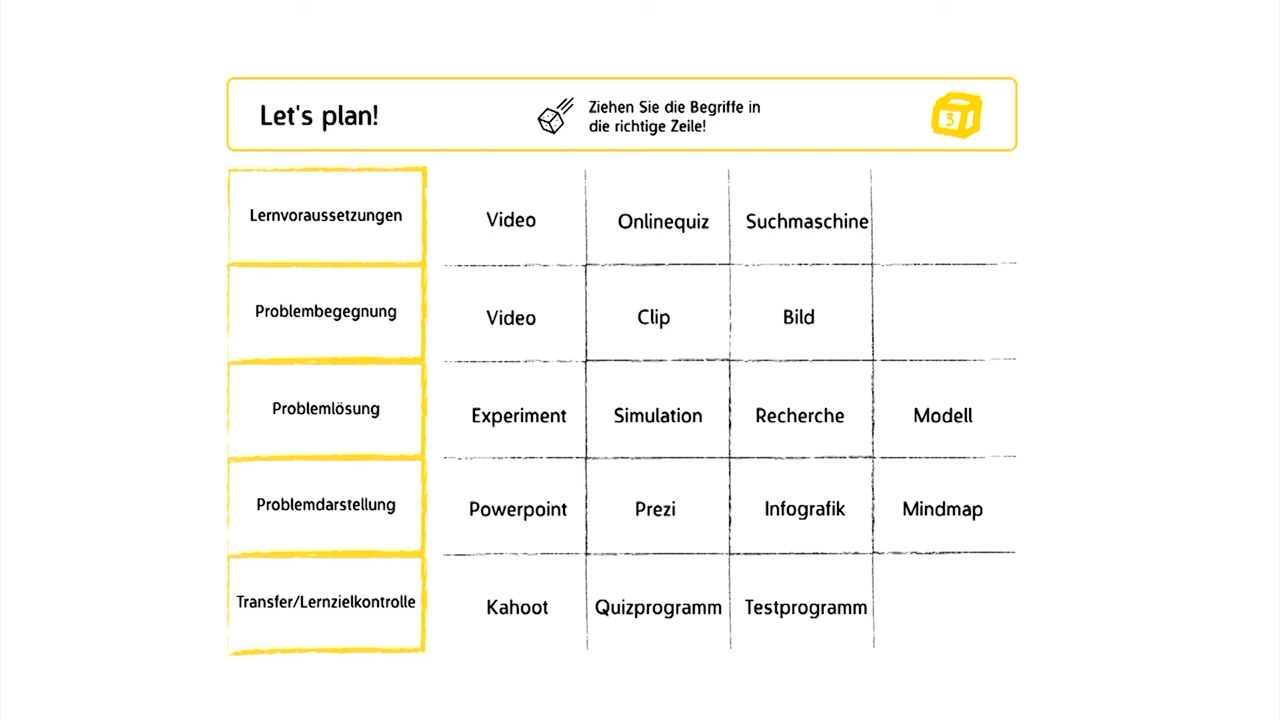 Let's plan!
Ziehen Sie die Begriffe in
die richtige Zeile!
3
Lernvoraussetzungen
Video
Onlinequiz
Suchmaschine
Problembegegnung
Video
Clip
Bild
Problemlösung
Experiment
Simulation
Recherche
Modell
Problemdarstellung
Powerpoint
Prezi
Infografik
Mindmap
Transfer/Lernzielkontrolle
Kahoot
Quizprogramm
Testprogramm